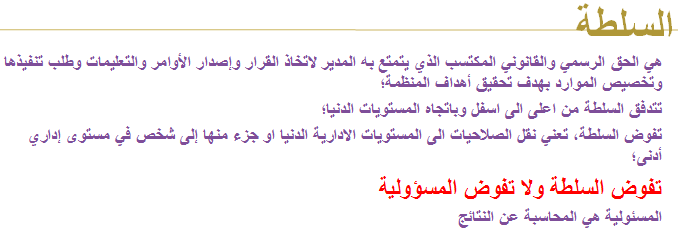 السلطة
هي الحق الرسمي والقانوني المكتسب الذي يتمتع به المدير لاتخاذ القرار وإصدار الأوامر والتعليمات وطلب تنفيذها
وتخصيص الموارد بهدف تحقيق أهداف المنظمة؛
تتدفق السلطة من اعلى الى اسفل وباتجاه المستويات الدنيا؛
تفوض السلطة، تعني نقل الصلاحيات الى المستويات الادارية الدنيا او جزء منها إلى شخص في مستوى إداري
أدنى؛
تفوض السلطة ولا تفوض المسؤولية
المسئولية هي المحاسبة عن النتائج